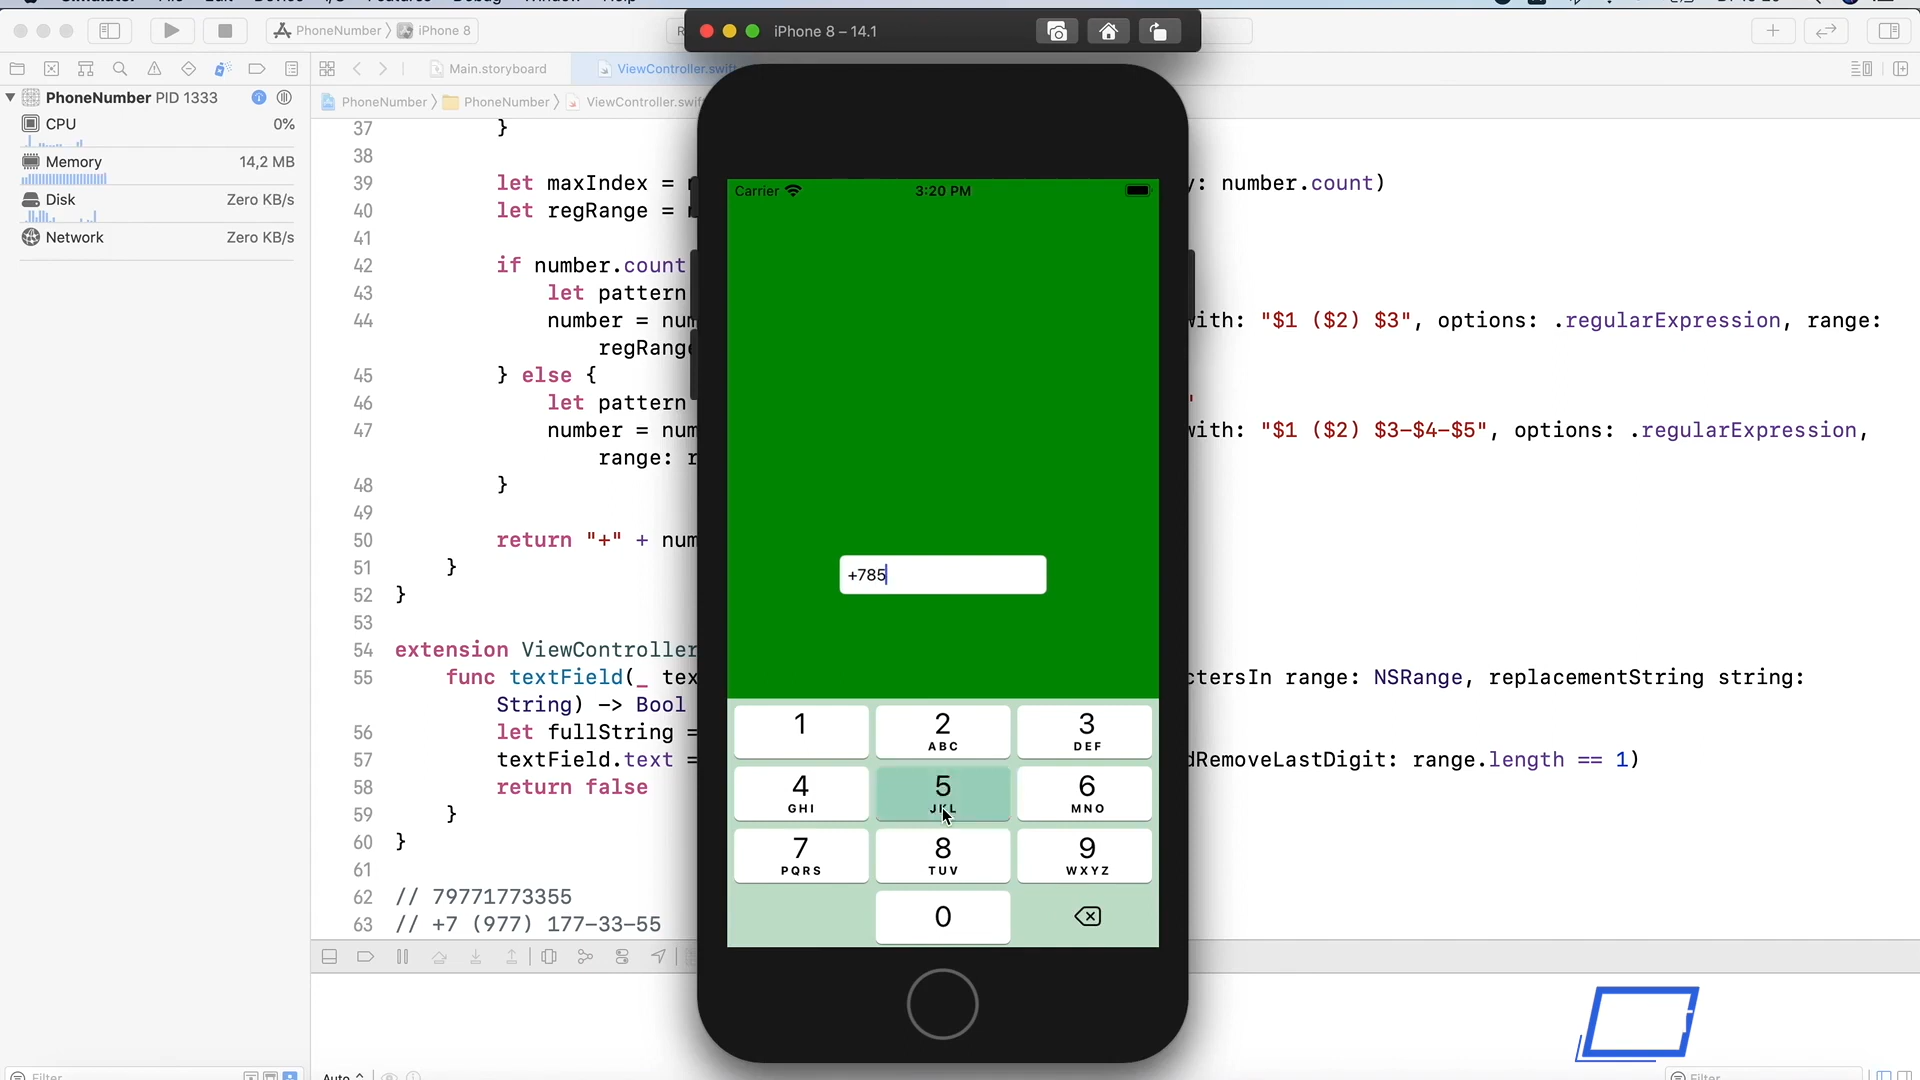 iPhone 8 – 14.1
PhoneNumber 〉 iPhone 8
Main.storyboard
ViewController.swift
PhoneNumber PID 1333
PhoneNumber 〉 PhoneNumber 〉 ViewController.swift
CPU 0%
Memory 14,2 MB
Disk Zero KB/s
Network Zero KB/s
37 }
38
39 let maxIndex = : number.count)
40 let regRange =
41
42 if number.count
43 let pattern
44 number = with: "$1 ($2) $3", options: .regularExpression, range:
regRange
45 } else {
46 let pattern "
47 number = with: "$1 ($2) $3-$4-$5", options: .regularExpression,
range:
48 }
49
50 return "+" +
51 }
52 }
53
54 extension ViewController
55 func textField(_ range: NSRange, replacementString string:
String) -> Bool
56 let fullString =
57 textField.text = RemoveLastDigit: range.length == 1)
58 return false
59 }
60 }
61
62 // 79771773355
63 // +7 (977) 177-33-55
Carrier 3:20 PM
+785
1
2 ABC
3 DEF
4 GHI
5 JKL
6 MNO
7 PQRS
8 TUV
9 WXYZ
0
Filter
Auto
Filter